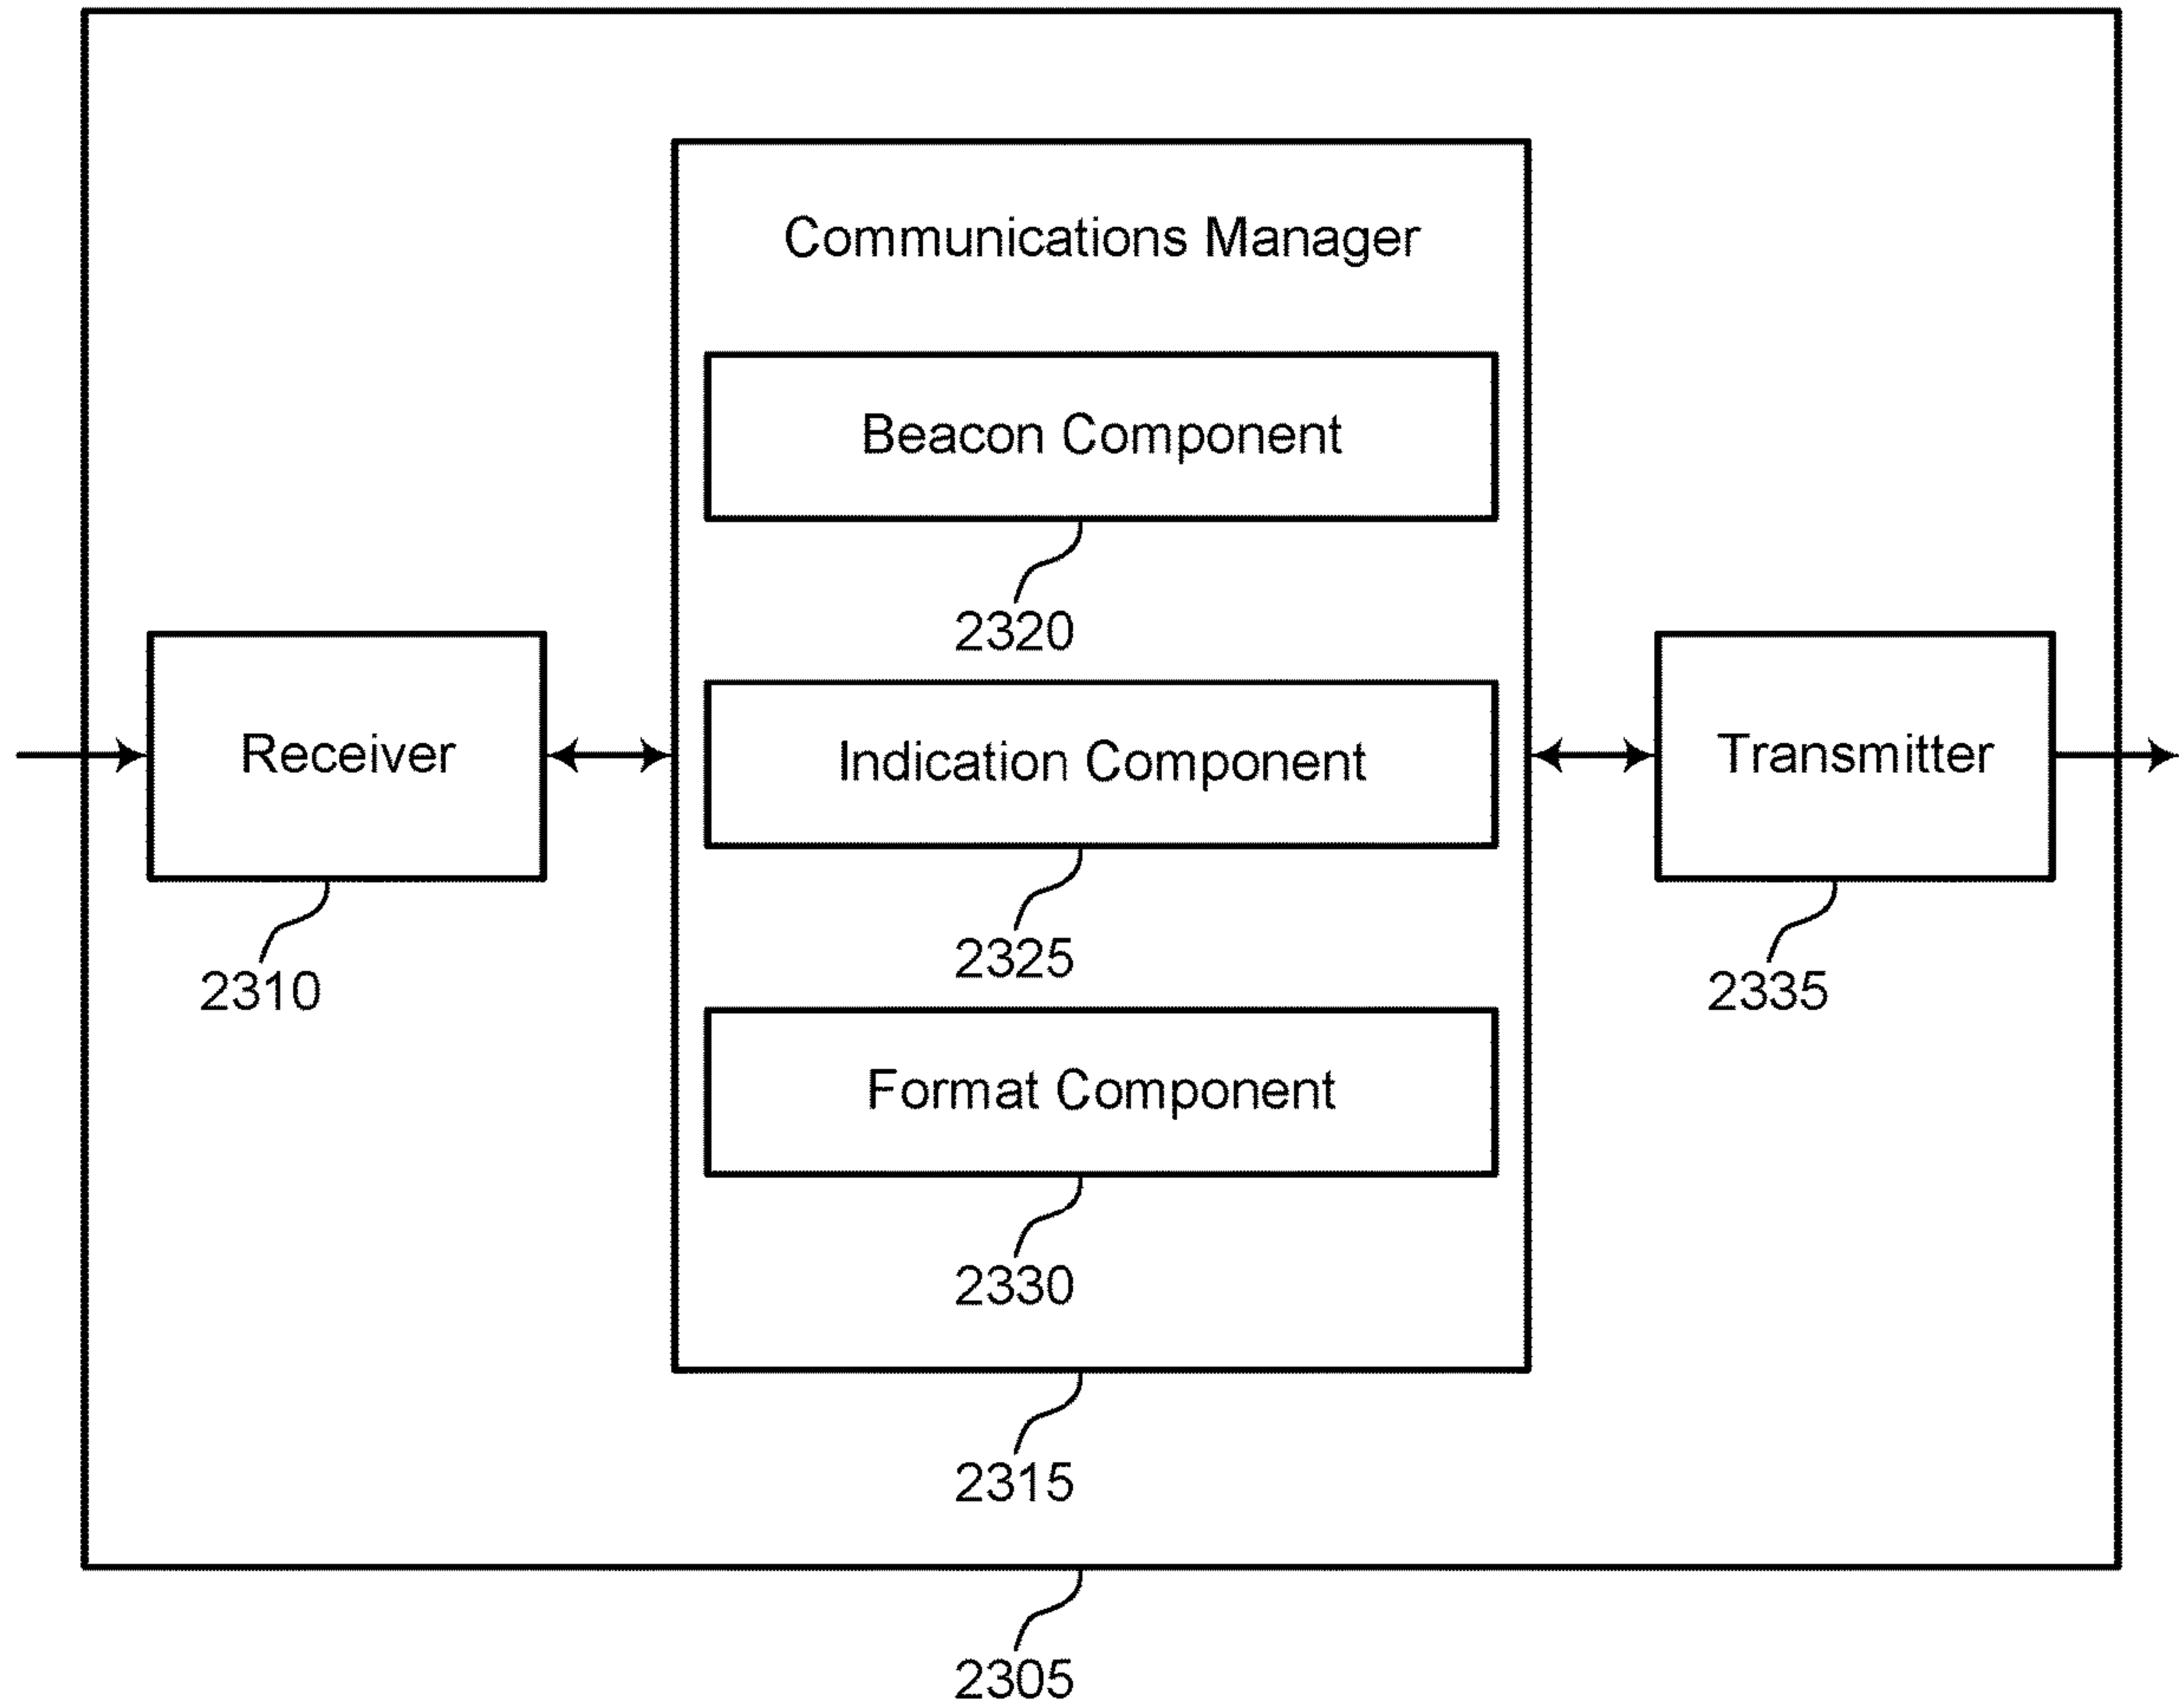 Communications Manager
Beacon Component
2320
Receiver
Indication Component
Transmitter
2325
2310
2335
Format Component
2330
2315
2305